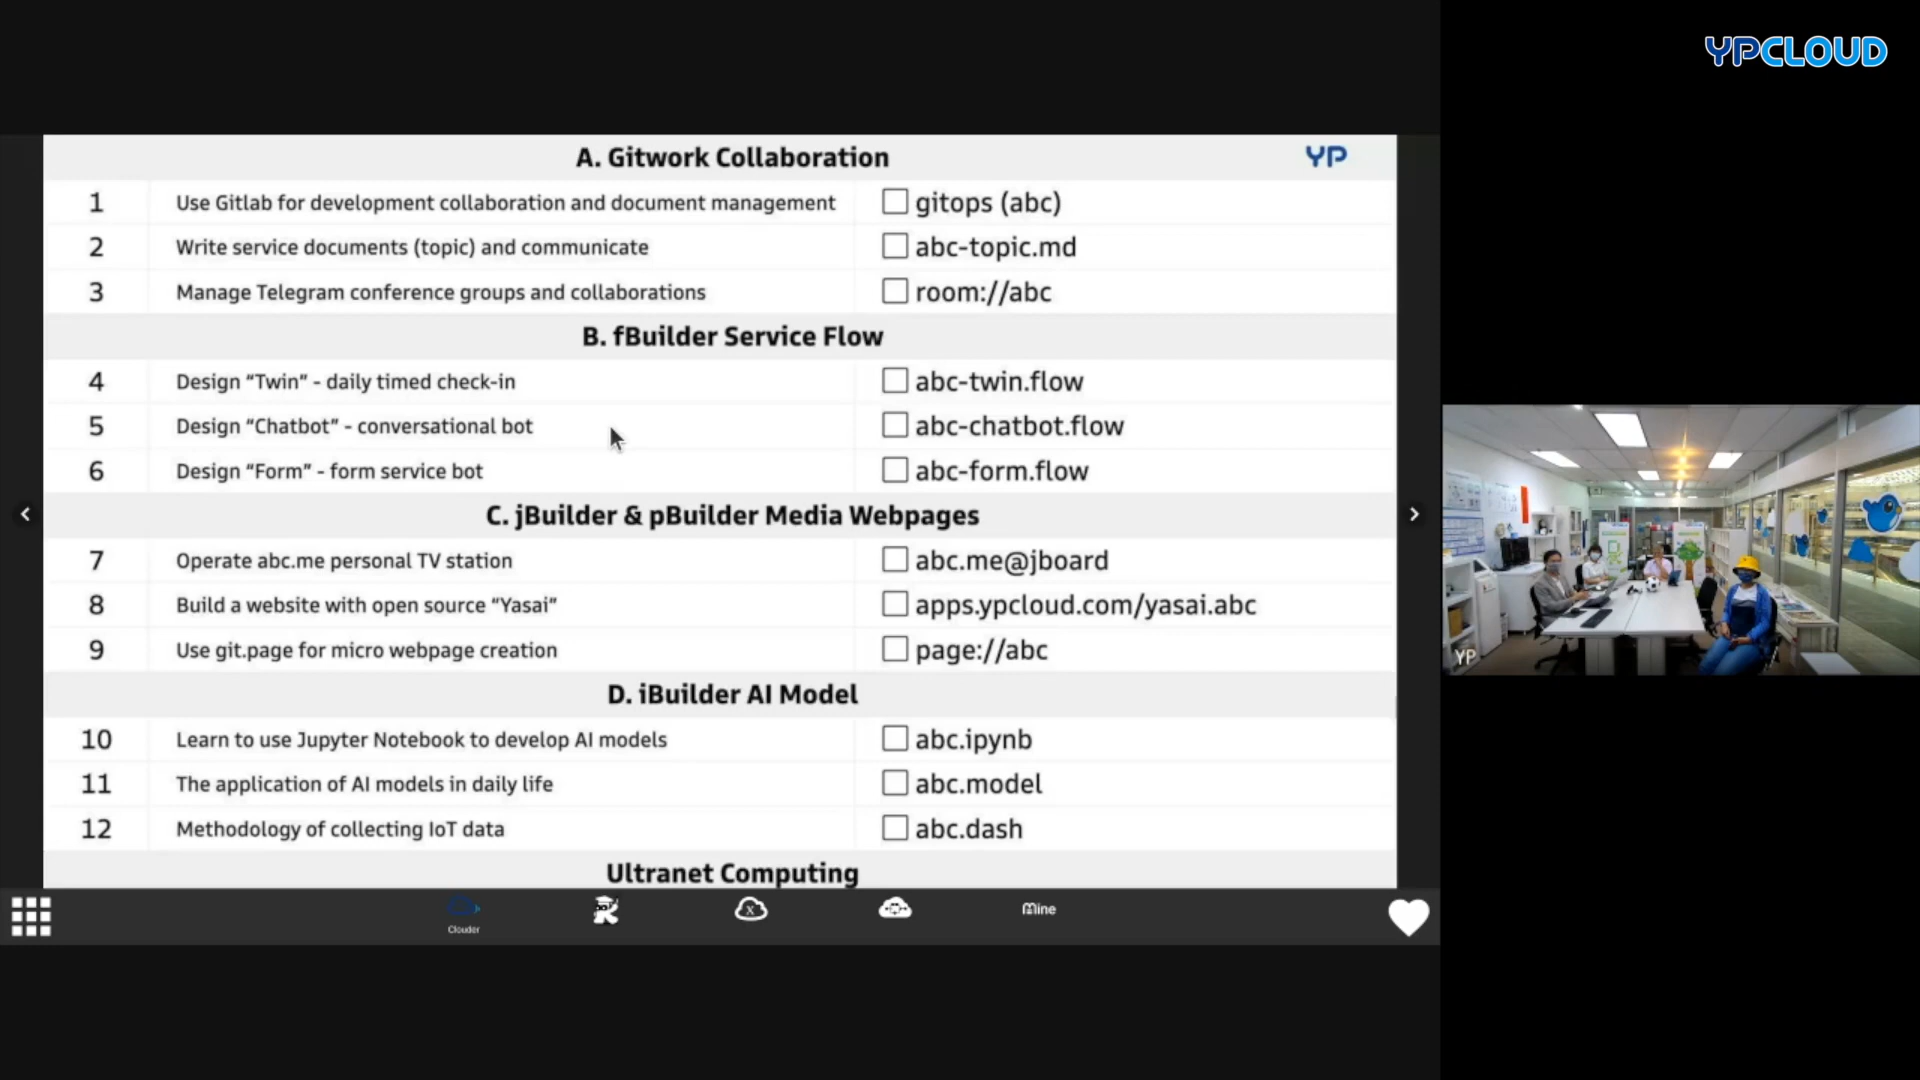 YPCLOUD
A. Gitwork Collaboration
YP
1 Use Gitlab for development collaboration and document management gitops (abc)
2 Write service documents (topic) and communicate abc-topic.md
3 Manage Telegram conference groups and collaborations room://abc
B. fBuilder Service Flow
4 Design “Twin” - daily timed check-in abc-twin.flow
5 Design “Chatbot” - conversational bot abc-chatbot.flow
6 Design “Form” - form service bot abc-form.flow
C. jBuilder & pBuilder Media Webpages
7 Operate abc.me personal TV station abc.me@jboard
8 Build a website with open source “Yasai” apps.ypcloud.com/yasai.abc
9 Use git.page for micro webpage creation page://abc
D. iBuilder AI Model
10 Learn to use Jupyter Notebook to develop AI models abc.ipynb
11 The application of AI models in daily life abc.model
12 Methodology of collecting IoT data abc.dash
Ultranet Computing
Clouder
X
Mine
YP